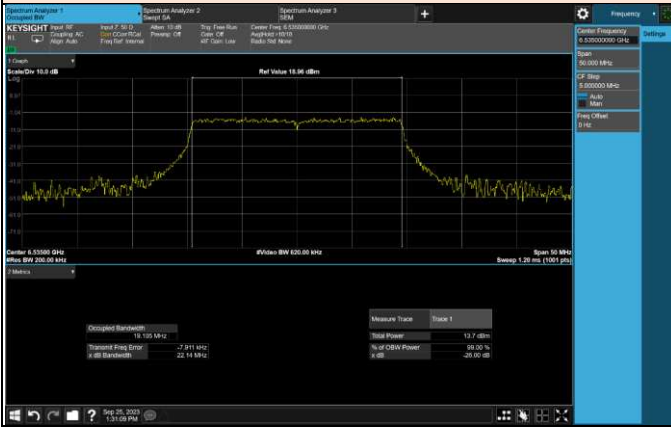 Spectrum Analyzer 1
Occupied BW
Spectrum Analyzer 2
Swept SA
Spectrum Analyzer 3
SEM
+
Frequency
KEYSIGHT
Input: RF
Coupling: AC
Align: Auto
Input Z: 50 Ω
Corr CCorr RCal
Freq Ref: Internal
Atten: 10 dB
Preamp: Off
Trig: Free Run
Gate: Off
#IF Gain: Low
Center Freq: 6.535000000 GHz
Avg|Hold:>10/10
Radio Std: None
Center Frequency
6.535000000 GHz
Settings
Span
50.000 MHz
CF Step
5.000000 MHz
Auto
Man
Freq Offset
0 Hz
1 Graph
Scale/Div 10.0 dB
Ref Value 18.96 dBm
Log
Center 6.53500 GHz
#Res BW 200.00 kHz
#Video BW 620.00 kHz
Span 50 MHz
Sweep 1.20 ms (1001 pts)
2 Metrics
Measure Trace
Trace 1
Occupied Bandwidth
19.105 MHz
Total Power
13.7 dBm
Transmit Freq Error
-7.911 kHz
% of OBW Power
99.00 %
x dB Bandwidth
22.14 MHz
x dB
-26.00 dB
?
Sep 25, 2023
1:31:09 PM